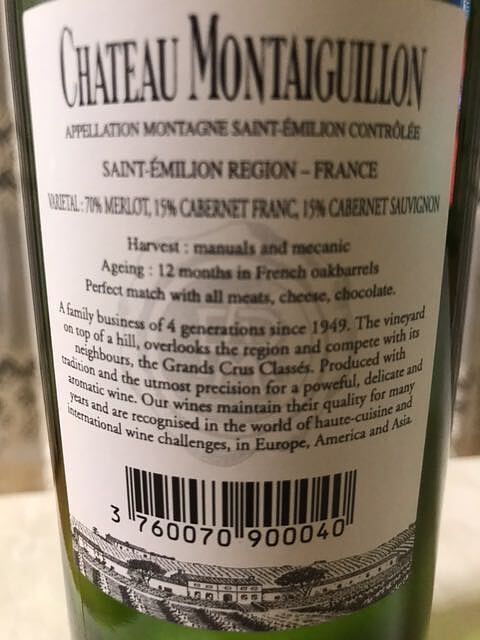 CHATEAU MONTAIGUILLON
APPELLATION MONTAGNE SAINT-ÉMILION CONTRÔLÉE
SAINT-ÉMILION REGION – FRANCE
VARIETAL : 70% MERLOT, 15% CABERNET FRANC, 15% CABERNET SAUVIGNON
Harvest : manuals and mecanic
Ageing : 12 months in French oakbarrels
Perfect match with all meats, cheese, chocolate.
A family business of 4 generations since 1949. The vineyard
on top of a hill, overlooks the region and compete with its
neighbours, the Grands Crus Classés. Produced with
tradition and the utmost precision for a powerful, delicate and
aromatic wine. Our wines maintain their quality for many
years and are recognised in the world of haute-cuisine and
international wine challenges, in Europe, America and Asia.
3 760070 900040